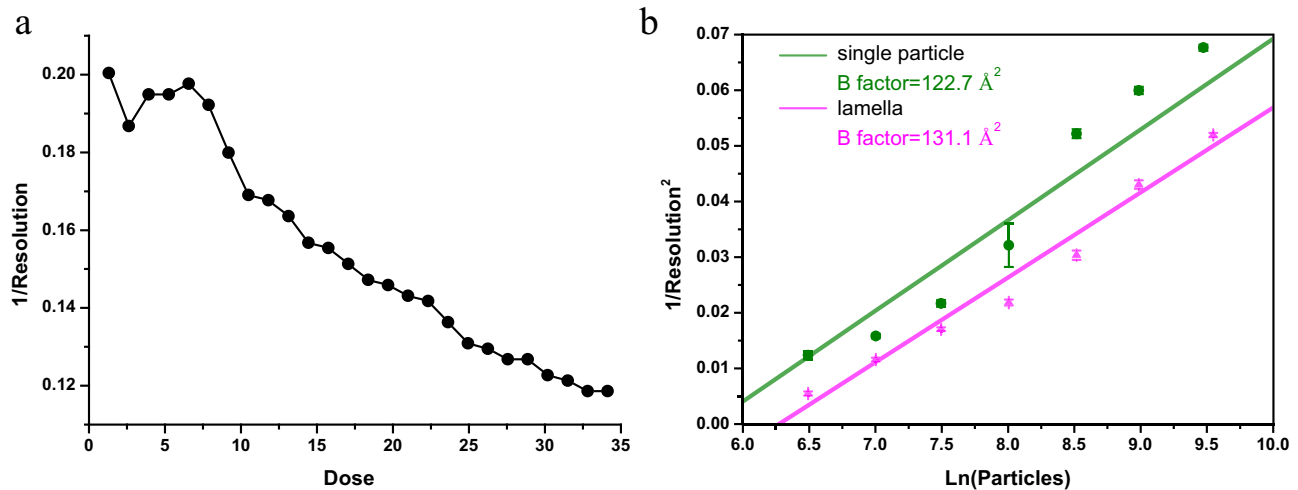 a
0.20
0.18
0.16
0.14
0.12
0 5 10 15 20 25 30 35
1/Resolution
Dose
b
0.07
0.06
0.05
0.04
0.03
0.02
0.01
0.00
6.0 6.5 7.0 7.5 8.0 8.5 9.0 9.5 10.0
1/Resolution²
Ln(Particles)
single particle
B factor=122.7 Å²
lamella
B factor=131.1 Å²